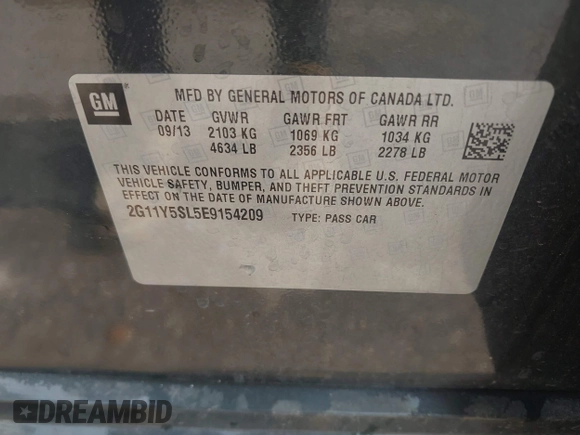 GM
MFD BY GENERAL MOTORS OF CANADA LTD.
DATE GVWR GAWR FRT GAWR RR
09/13 2103 KG 1069 KG 1034 KG
4634 LB 2356 LB 2278 LB
THIS VEHICLE CONFORMS TO ALL APPLICABLE U.S. FEDERAL MOTOR
VEHICLE SAFETY, BUMPER, AND THEFT PREVENTION STANDARDS IN
EFFECT ON THE DATE OF MANUFACTURE SHOWN ABOVE.
2G11Y5SL5E9154209 TYPE: PASS CAR
DREAMBID